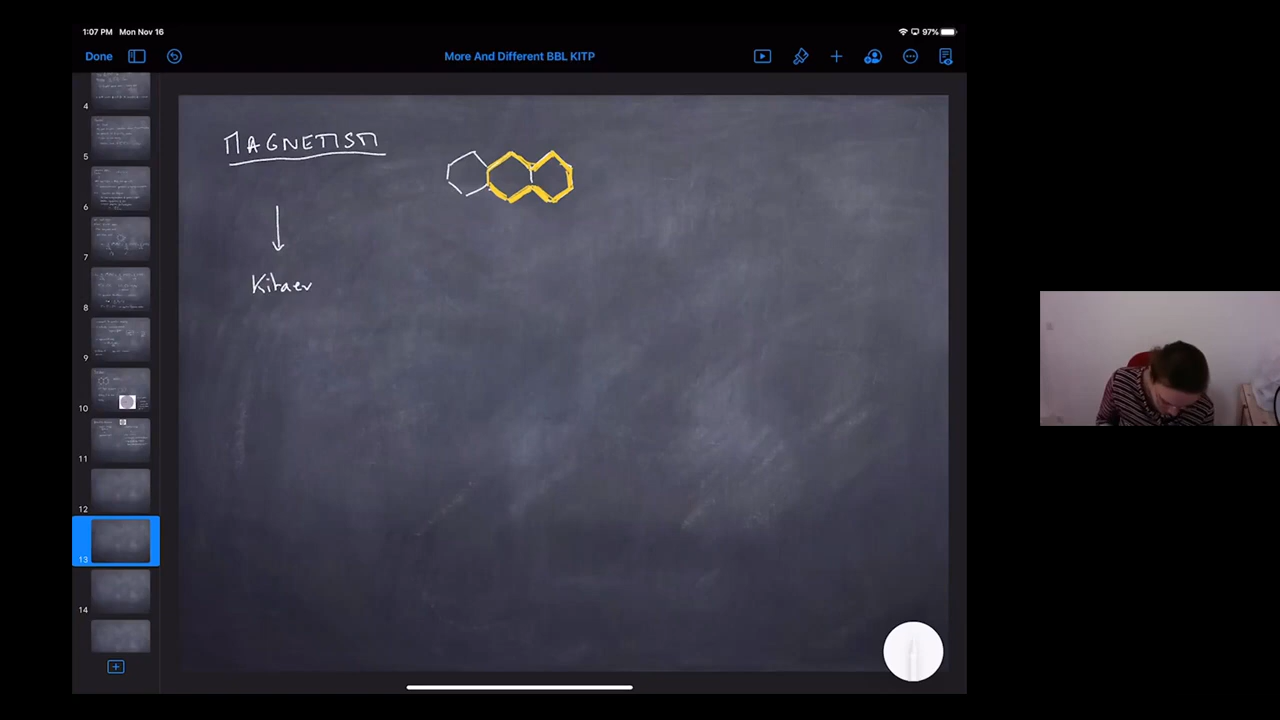 1:07 PM Mon Nov 16
97%
Done
More And Different BBL KITP
MAGNETISM
Kitaev
4
5
6
7
8
9
10
11
12
13
14